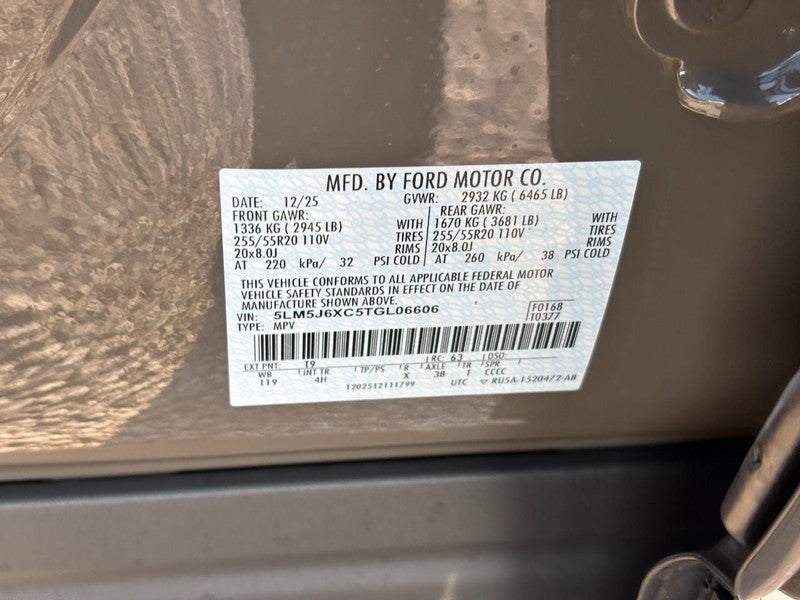 MFD. BY FORD MOTOR CO.
DATE: 12/25 GVWR: 2932 KG ( 6465 LB)
FRONT GAWR: REAR GAWR:
1336 KG ( 2945 LB) WITH 1670 KG ( 3681 LB) WITH
255/55R20 110V TIRES 255/55R20 110V TIRES
20x8.0J RIMS 20x8.0J RIMS
AT 220 kPa/ 32 PSI COLD AT 260 kPa/ 38 PSI COLD
THIS VEHICLE CONFORMS TO ALL APPLICABLE FEDERAL MOTOR
VEHICLE SAFETY STANDARDS IN EFFECT ON THE DATE OF
MANUFACTURE SHOWN ABOVE.
VIN: 5LM5J6XC5TGL06606 F0168
TYPE: MPV T0377
EXT PNT: T9 RC: 63 DSO:
WB INT TR TP/PS R AXLE TR SPR
119 4H X 38 T CCCC
1202512111799 UTC RU5A-1520472-AB